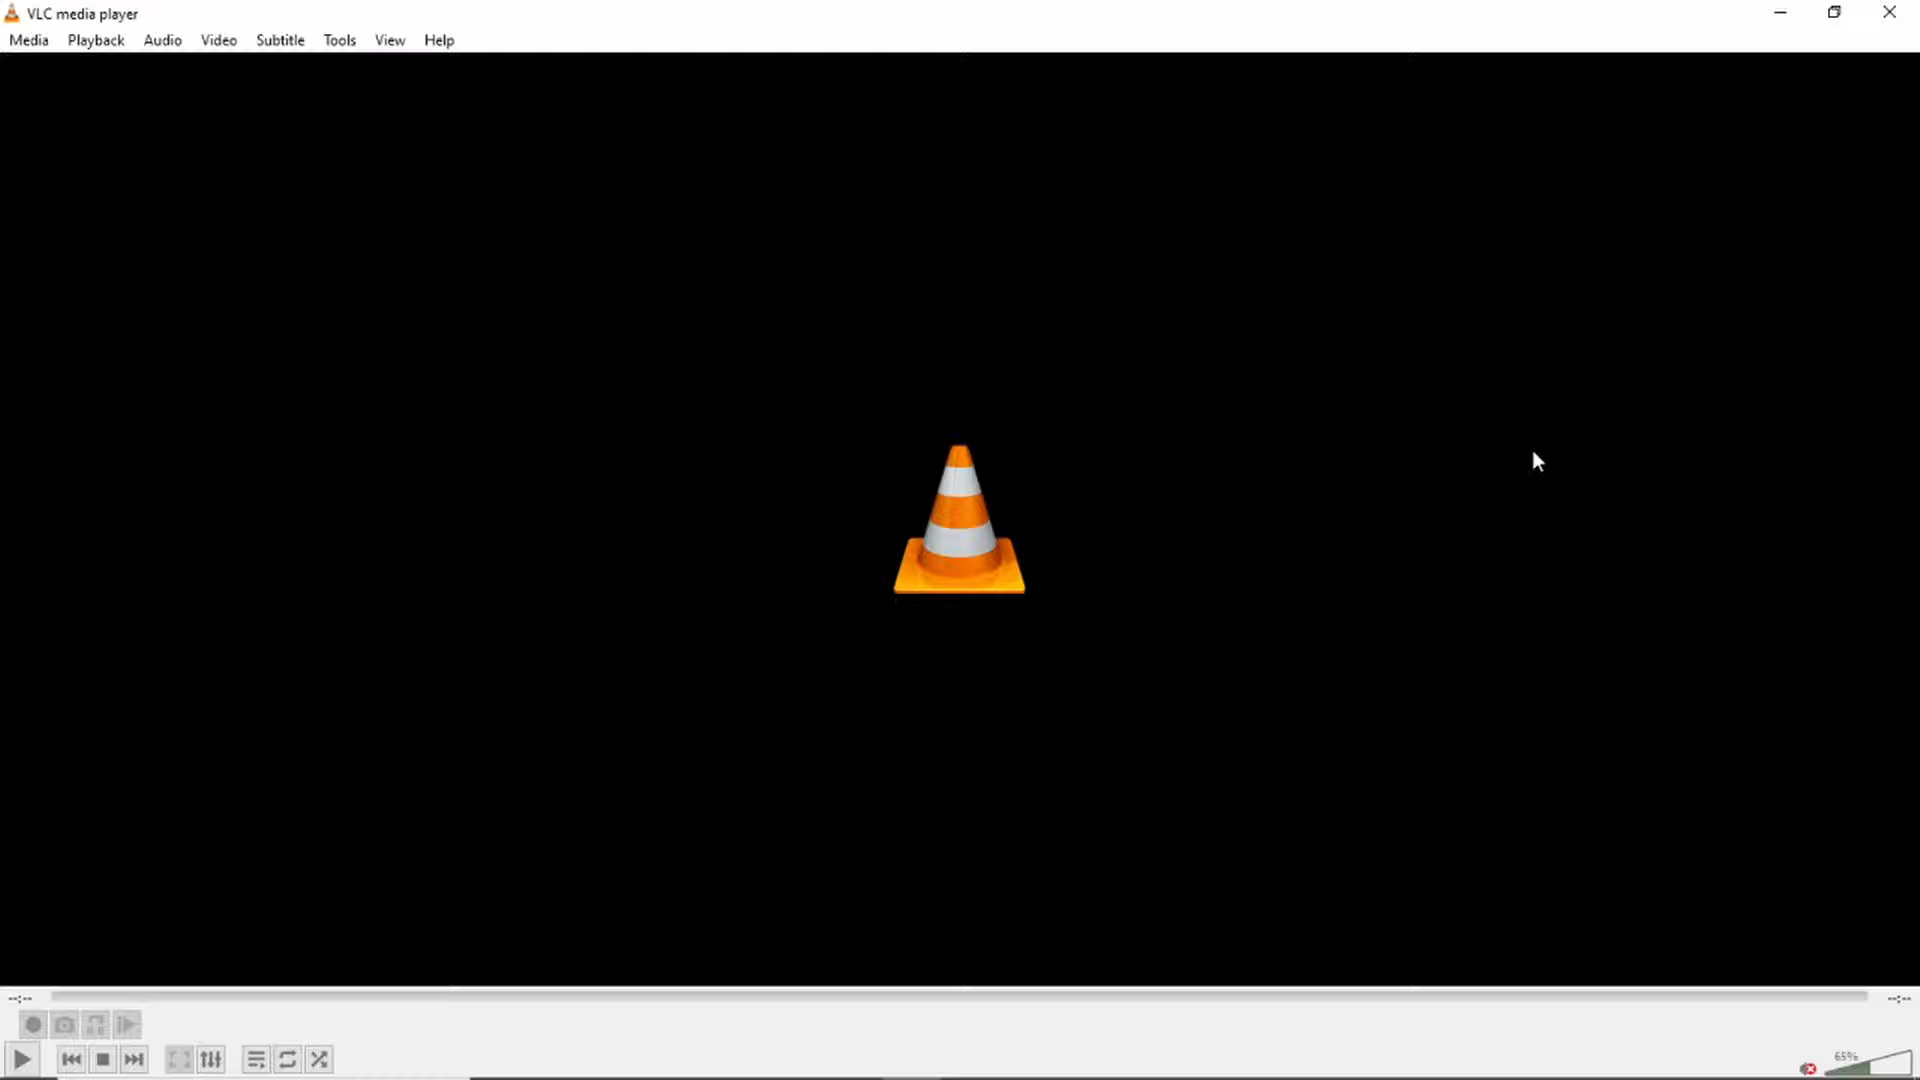 VLC media player
Media Playback Audio Video Subtitle Tools View Help
--:-- --:--
65%